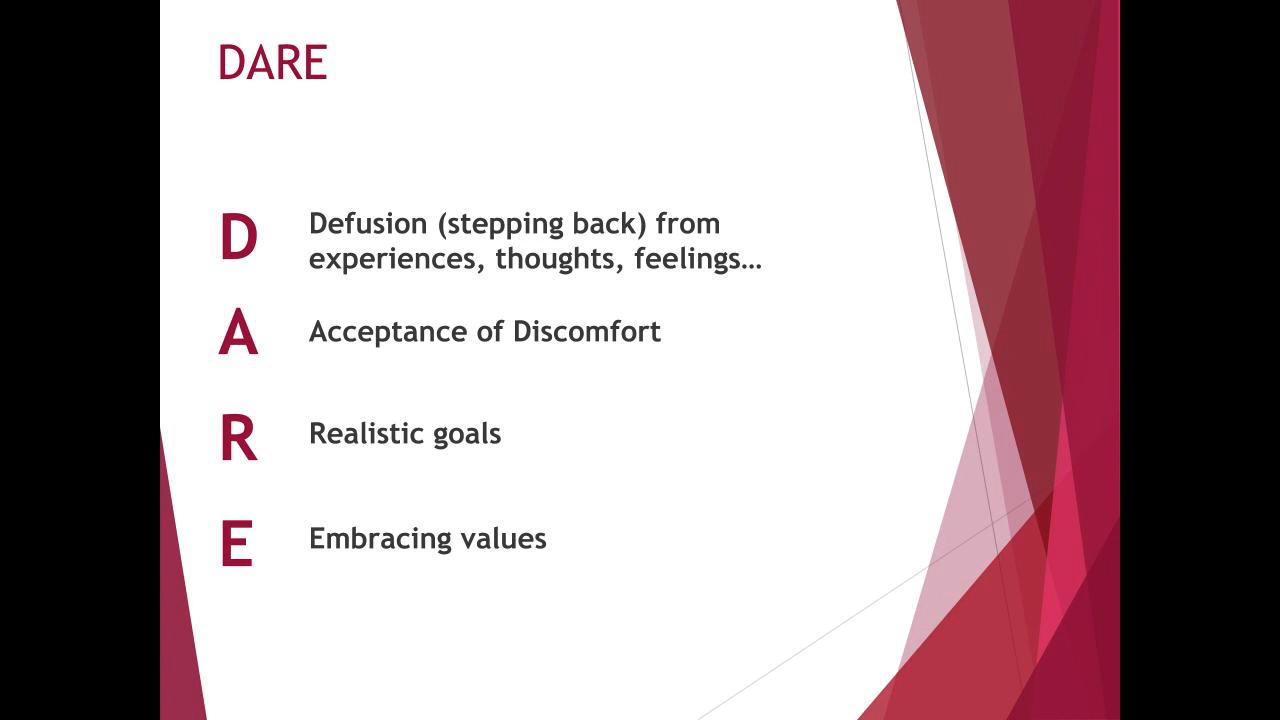 DARE
D Defusion (stepping back) from
experiences, thoughts, feelings…
A Acceptance of Discomfort
R Realistic goals
E Embracing values